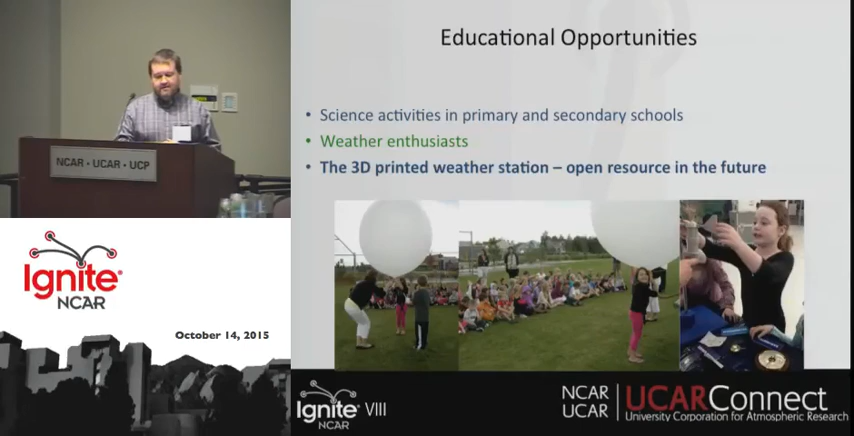 Educational Opportunities
• Science activities in primary and secondary schools
• Weather enthusiasts
• The 3D printed weather station – open resource in the future
NCAR • UCAR • UCP
Ignite®
NCAR
October 14, 2015
Ignite® VIII
NCAR
NCAR
UCAR
UCARConnect
University Corporation for Atmospheric Research